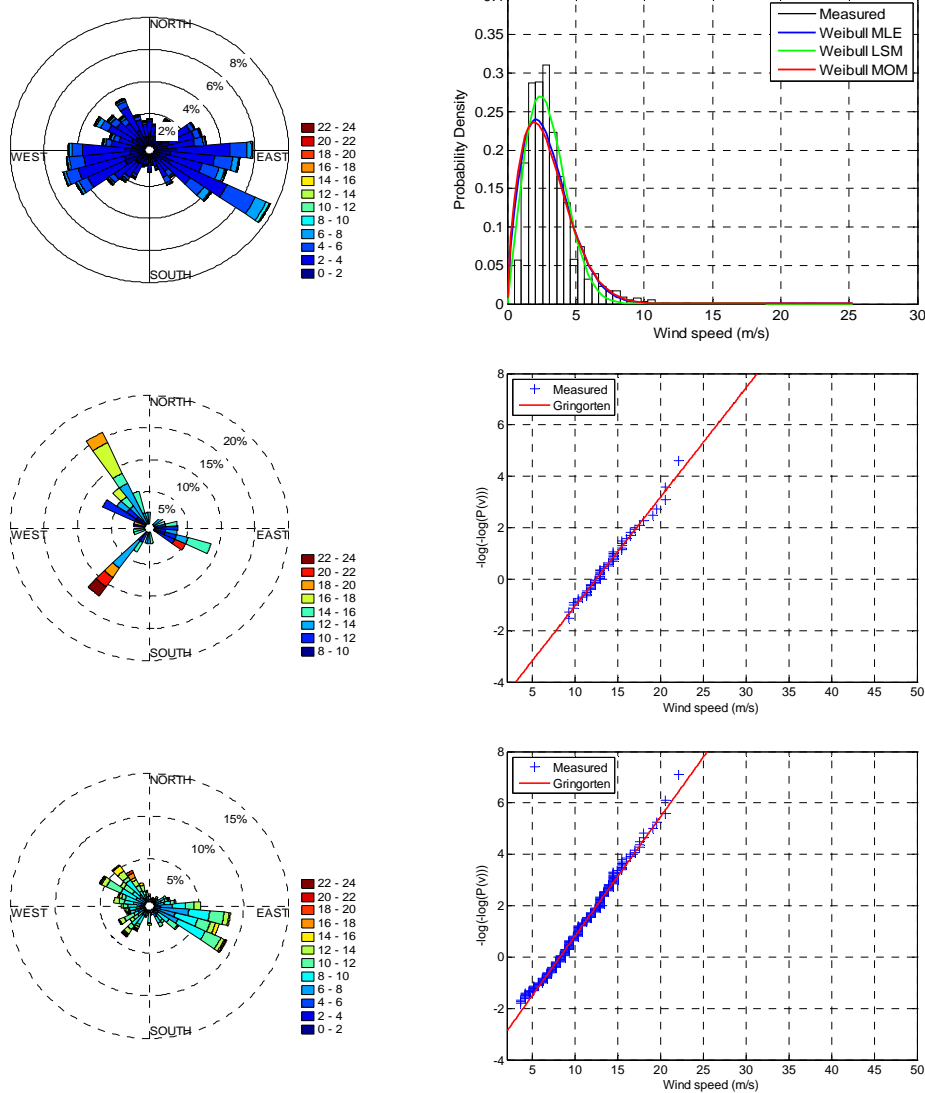 NORTH
8%
6%
4%
2%
WEST
EAST
SOUTH
22 - 24
20 - 22
18 - 20
16 - 18
14 - 16
12 - 14
10 - 12
8 - 10
6 - 8
4 - 6
2 - 4
0 - 2
0.35
0.3
0.25
0.2
0.15
0.1
0.05
0
Probability Density
Measured
Weibull MLE
Weibull LSM
Weibull MOM
0 5 10 15 20 25 30
Wind speed (m/s)
NORTH
20%
15%
10%
5%
WEST
EAST
SOUTH
22 - 24
20 - 22
18 - 20
16 - 18
14 - 16
12 - 14
10 - 12
8 - 10
8
6
4
2
0
-2
-4
-log(-log(P(v)))
Measured
Gringorten
5 10 15 20 25 30 35 40 45 50
Wind speed (m/s)
NORTH
15%
10%
5%
WEST
EAST
SOUTH
22 - 24
20 - 22
18 - 20
16 - 18
14 - 16
12 - 14
10 - 12
8 - 10
6 - 8
4 - 6
2 - 4
0 - 2
8
6
4
2
0
-2
-4
-log(-log(P(v)))
Measured
Gringorten
5 10 15 20 25 30 35 40 45 50
Wind speed (m/s)